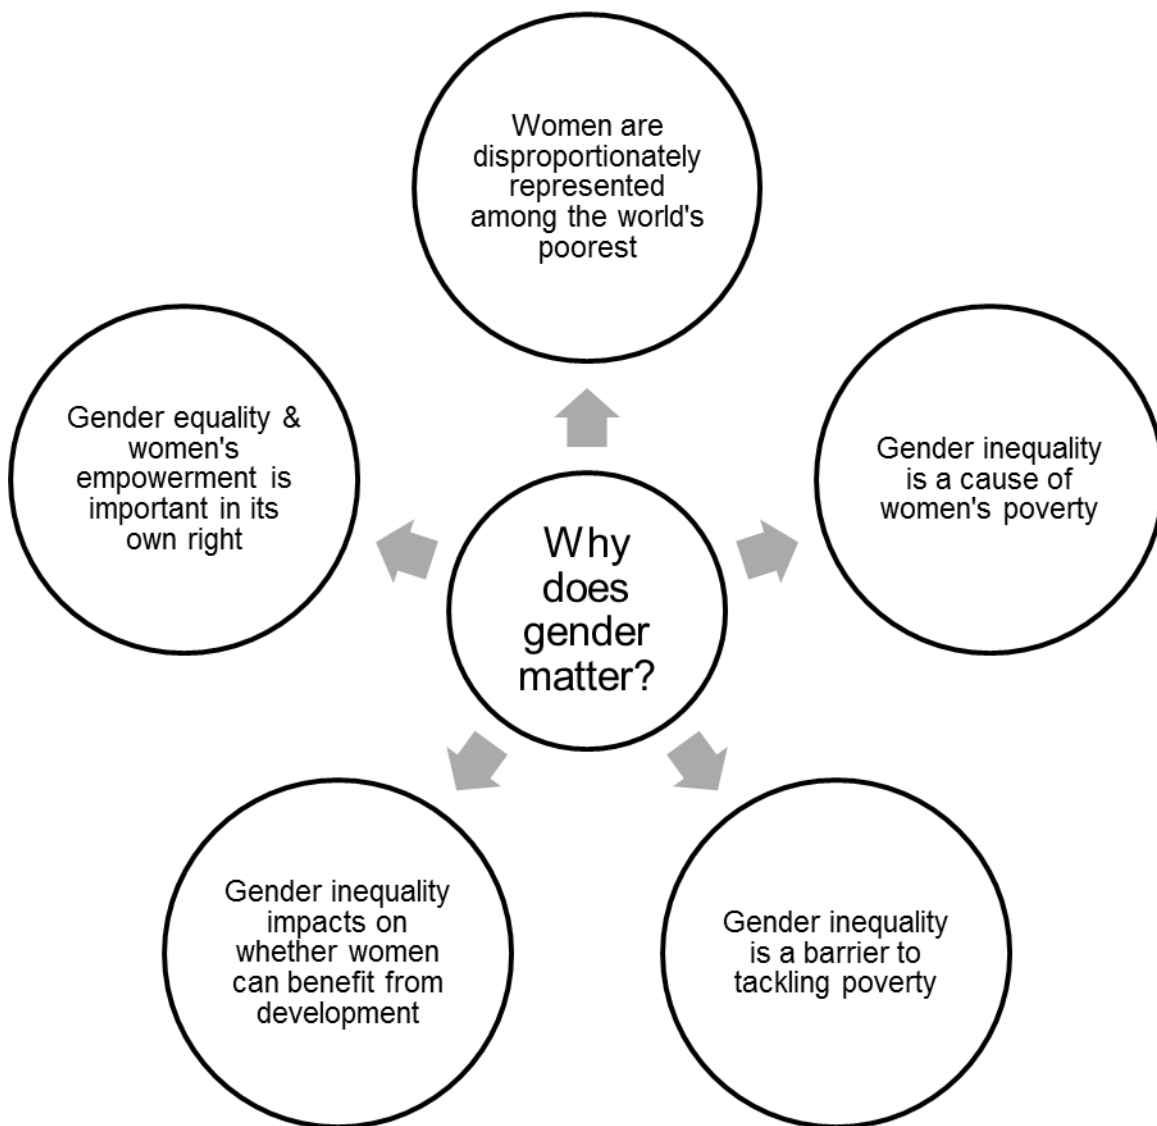 Women are
disproportionately
represented
among the world's
poorest
Gender equality &
women's
empowerment is
important in its
own right
Gender inequality
is a cause of
women's poverty
Why
does
gender
matter?
Gender inequality
impacts on
whether women
can benefit from
development
Gender inequality
is a barrier to
tackling poverty